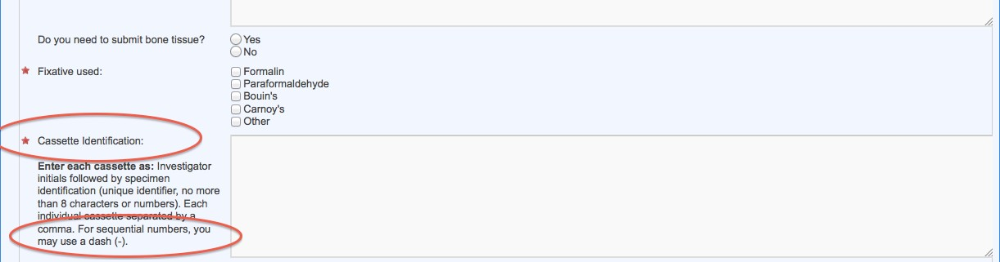 Do you need to submit bone tissue?
Yes
No
Fixative used:
Formalin
Paraformaldehyde
Bouin's
Carnoy's
Other
Cassette Identification:
Enter each cassette as: Investigator
initials followed by specimen
identification (unique identifier, no more
than 8 characters or numbers). Each
individual cassette separated by a
comma. For sequential numbers, you
may use a dash (-).